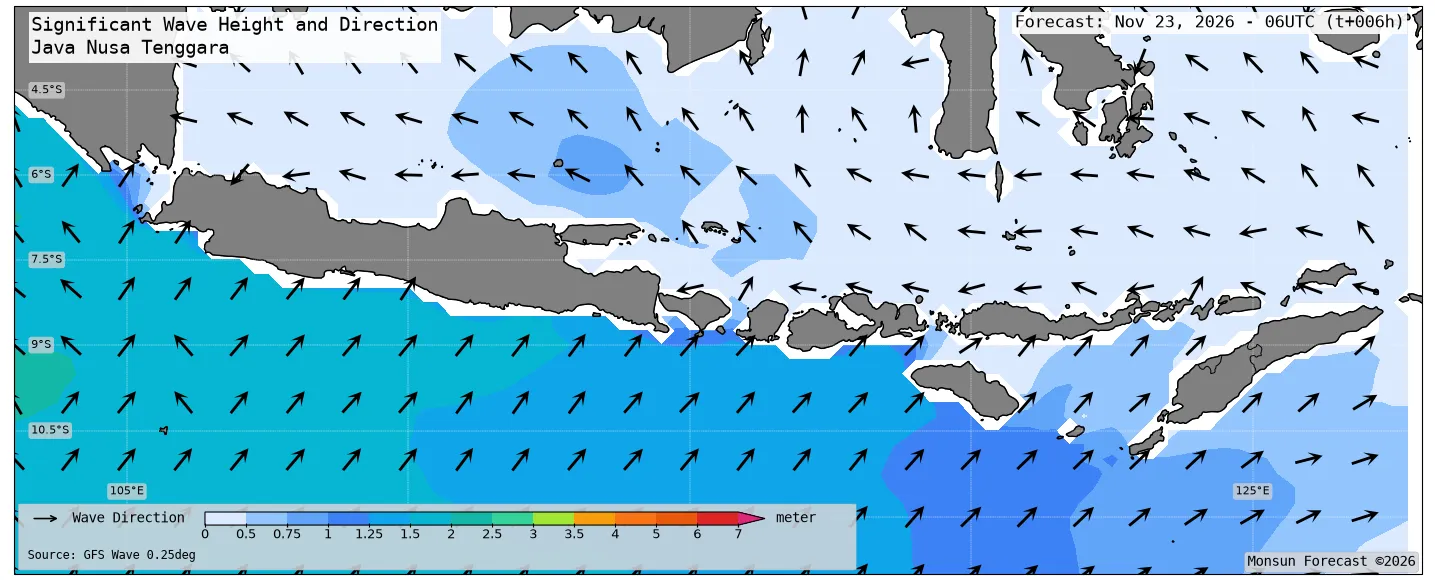 Significant Wave Height and Direction
Java Nusa Tenggara
Forecast: Nov 23, 2026 - 06UTC (t+006h)
4.5°S
6°S
7.5°S
9°S
10.5°S
105°E
125°E
Wave Direction
meter
0 0.5 0.75 1 1.25 1.5 2 2.5 3 3.5 4 5 6 7
Source: GFS Wave 0.25deg
Monsun Forecast ©2026